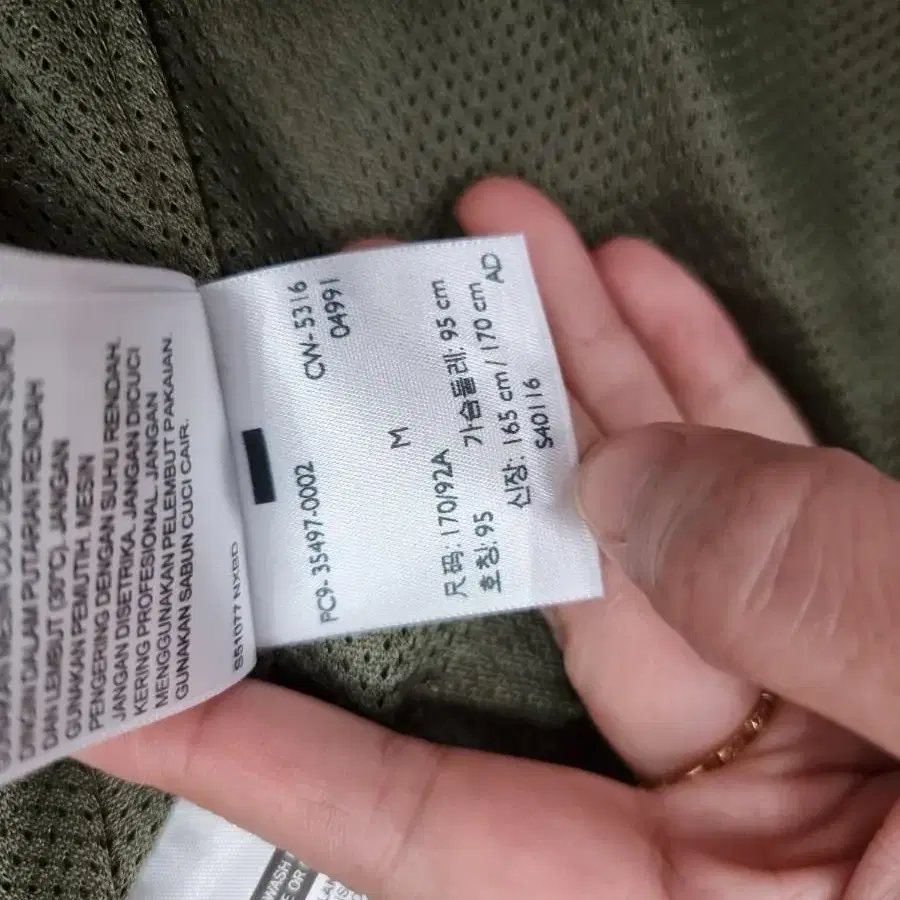 DINGIN DALAM PUTARAN RENDAH
DAN LEMBUT (30°C). JANGAN
GUNAKAN PEMUTIH. MESIN
PENGERING DENGAN SUHU RENDAH.
JANGAN DISETRIKA. JANGAN DICUCI
KERING PROFESIONAL. JANGAN
MENGGUNAKAN PELEMBUT PAKAIAN.
GUNAKAN SABUN CUCI CAIR.
S51077 NXBD
CW-5316
PC9-35497-0002 04991
M
尺码: 170/92A 가슴둘레: 95 cm
호칭: 95 신장: 165 cm / 170 cm AD
S40116
WASH
E OR